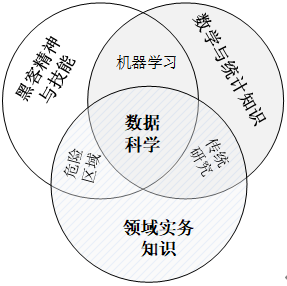 黑客精神
与技能
机器学习
数学与统计知识
数据
科学
危险
区域
传统
研究
领域实务
知识